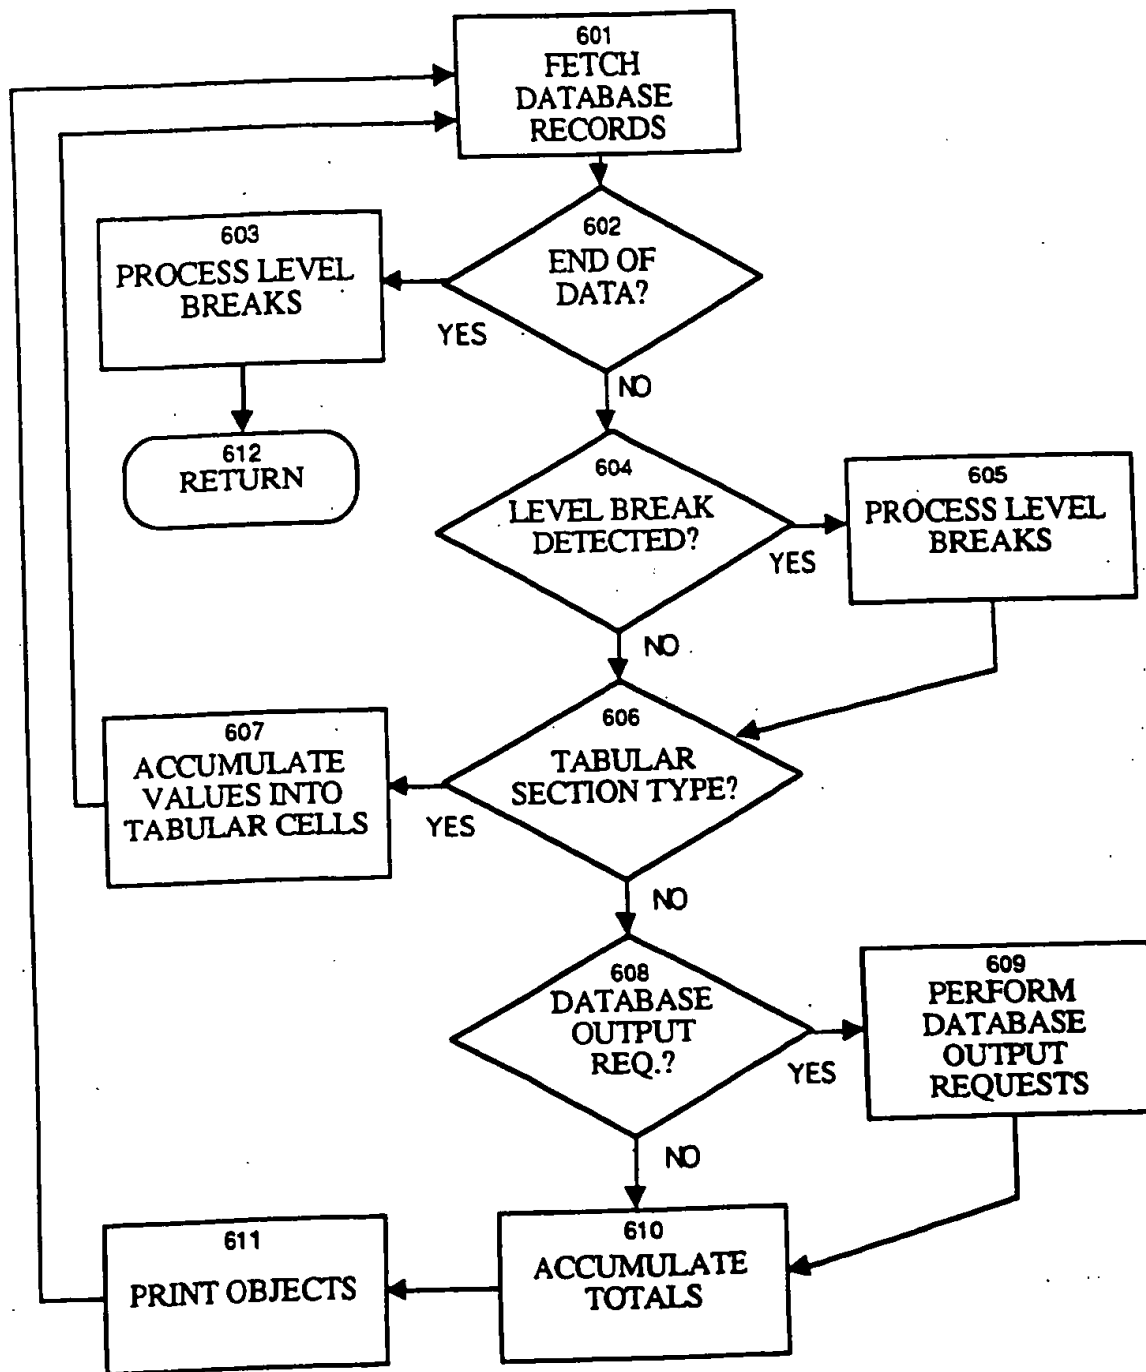 601
FETCH
DATABASE
RECORDS
602
END OF
DATA?
YES
NO
603
PROCESS LEVEL
BREAKS
612
RETURN
604
LEVEL BREAK
DETECTED?
YES
NO
605
PROCESS LEVEL
BREAKS
606
TABULAR
SECTION TYPE?
YES
NO
607
ACCUMULATE
VALUES INTO
TABULAR CELLS
608
DATABASE
OUTPUT
REQ.?
YES
NO
609
PERFORM
DATABASE
OUTPUT
REQUESTS
610
ACCUMULATE
TOTALS
611
PRINT OBJECTS